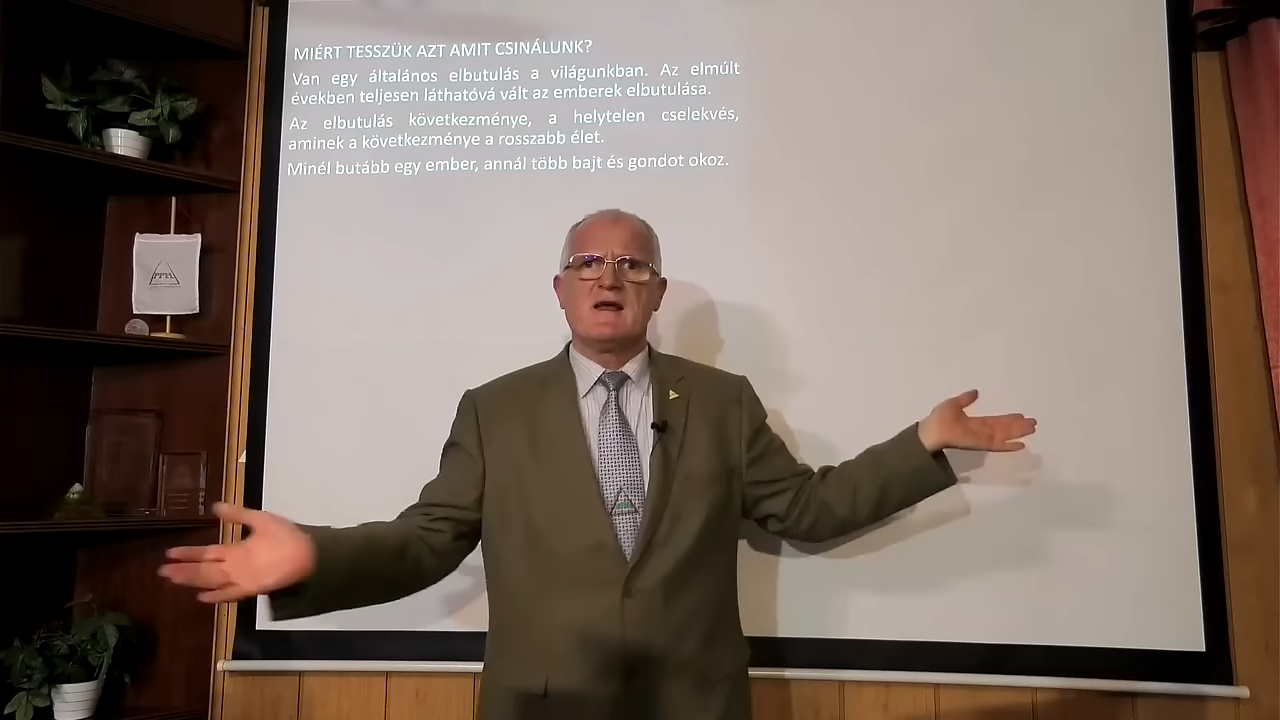 MIÉRT TESSZÜK AZT AMIT CSINÁLUNK?
Van egy általános elbutulás a világunkban. Az elmúlt
években teljesen láthatóvá vált az emberek elbutulása.
Az elbutulás következménye, a helytelen cselekvés,
aminek a következménye a rosszabb élet.
Minél butább egy ember, annál több bajt és gondot okoz.